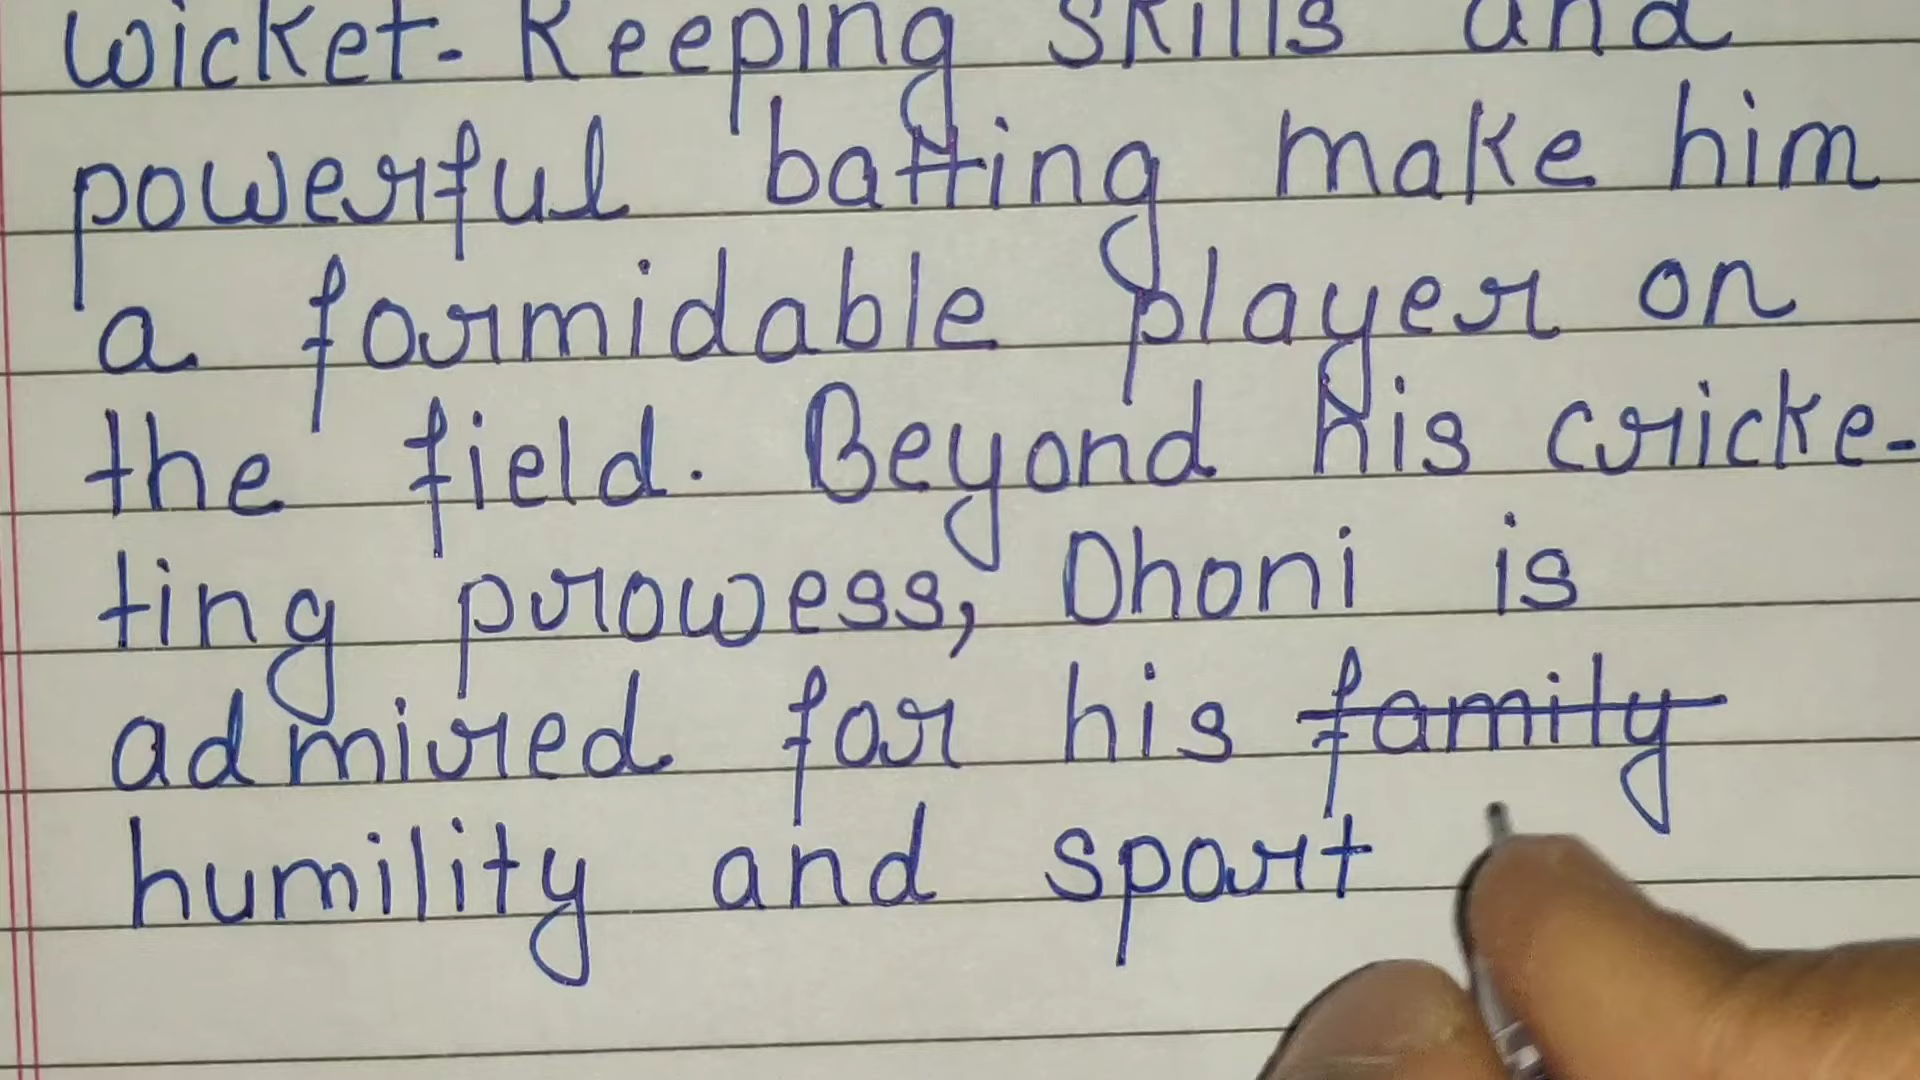 wicket-Keeping skills and
powerful batting make him
a formidable player on
the field. Beyond his cricke-
ting prowess, Dhoni is
admired for his family
humility and sport